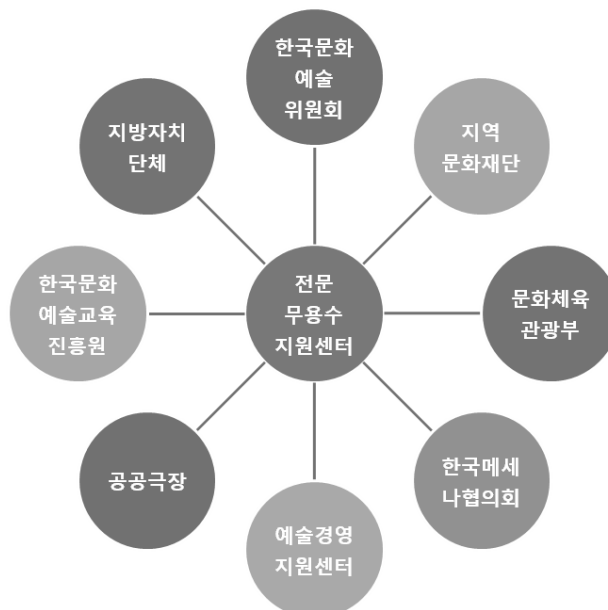 한국문화
예술
위원회
지방자치
단체
지역
문화재단
한국문화
예술교육
진흥원
전문
무용수
지원센터
문화체육
관광부
공공극장
한국메세
나협의회
예술경영
지원센터